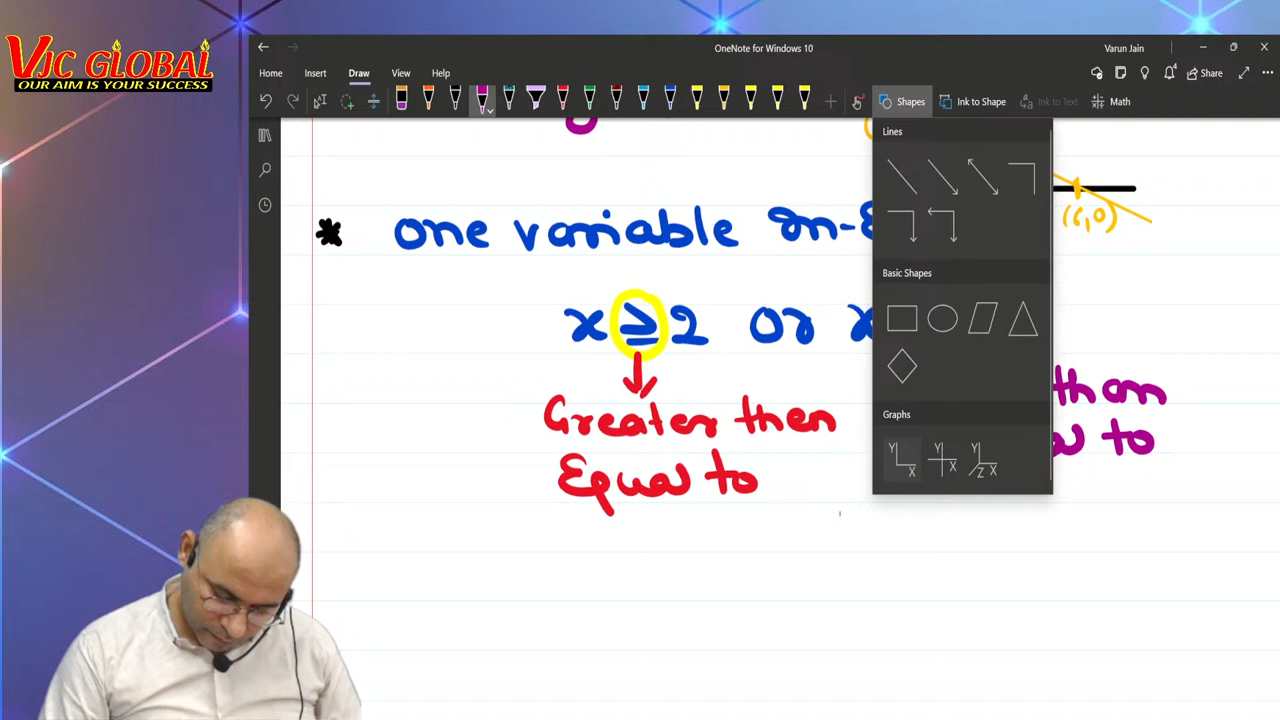 VJC GLOBAL
OUR AIM IS YOUR SUCCESS
OneNote for Windows 10
Varun Jain
Home Insert Draw View Help
Share
Shapes Ink to Shape Ink to Text Math
Lines
Basic Shapes
Graphs
Y X Y X Y Z X
* one variable In-
x ≥ 2 or x
Greater then
Equal to
than
to